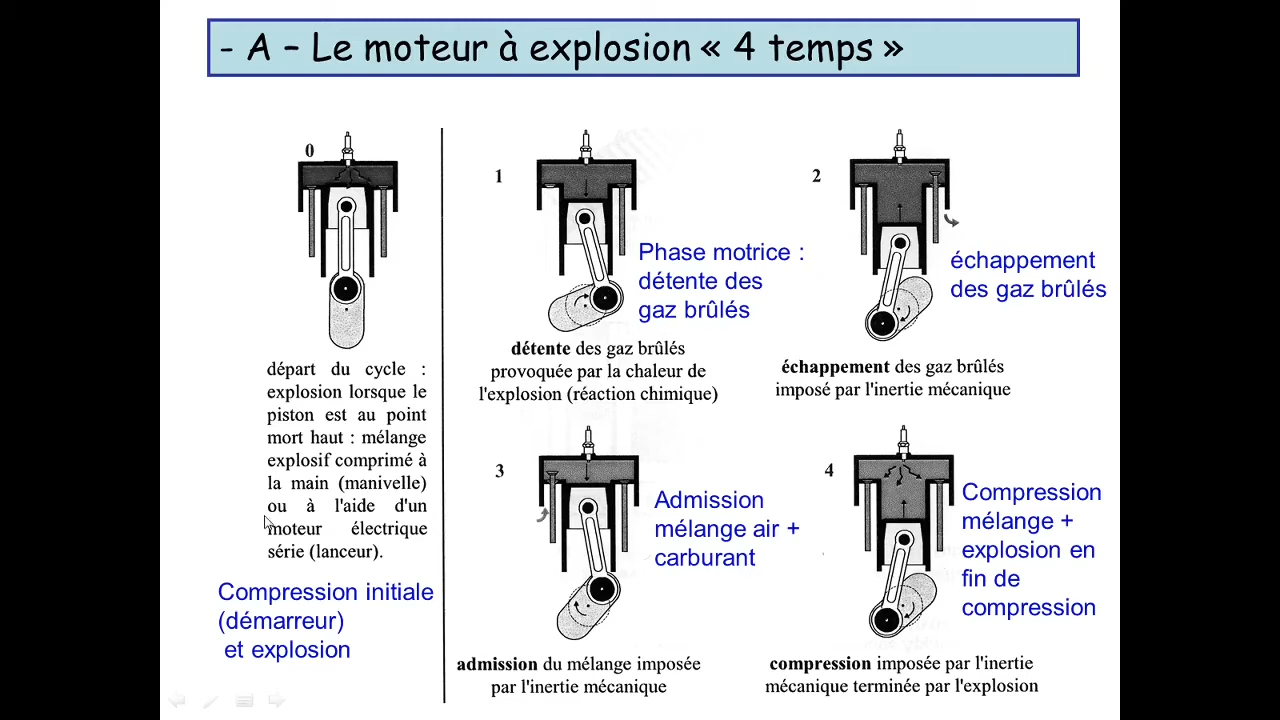 - A – Le moteur à explosion « 4 temps »
0
départ du cycle :
explosion lorsque le
piston est au point
mort haut : mélange
explosif comprimé à
la main (manivelle)
ou à l'aide d'un
moteur électrique
série (lanceur).
Compression initiale
(démarreur)
et explosion
1
Phase motrice :
détente des
gaz brûlés
détente des gaz brûlés
provoquée par la chaleur de
l'explosion (réaction chimique)
2
échappement
des gaz brûlés
échappement des gaz brûlés
imposé par l'inertie mécanique
3
Admission
mélange air +
carburant
admission du mélange imposée
par l'inertie mécanique
4
Compression
mélange +
explosion en
fin de
compression
compression imposée par l'inertie
mécanique terminée par l'explosion